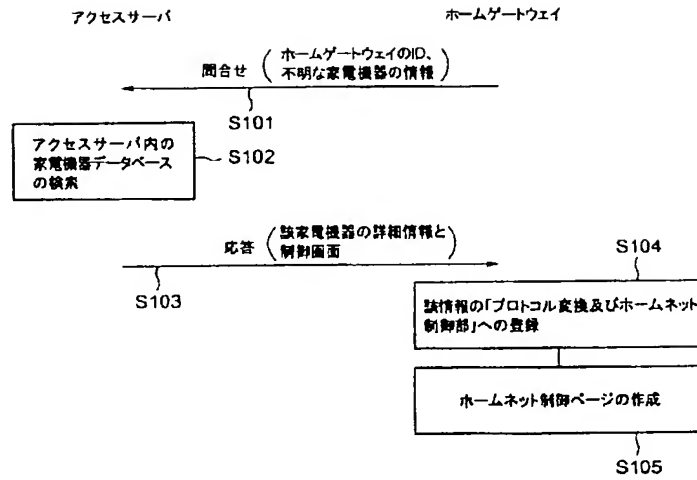 アクセスサーバ
ホームゲートウェイ
問合せ
ホームゲートウェイのID、
不明な家電機器の情報
S101
アクセスサーバ内の
家電機器データベース
の検索
S102
応答
該家電機器の詳細情報と
制御画面
S103
S104
該情報の「プロトコル変換及びホームネット
制御部」への登録
ホームネット制御ページの作成
S105